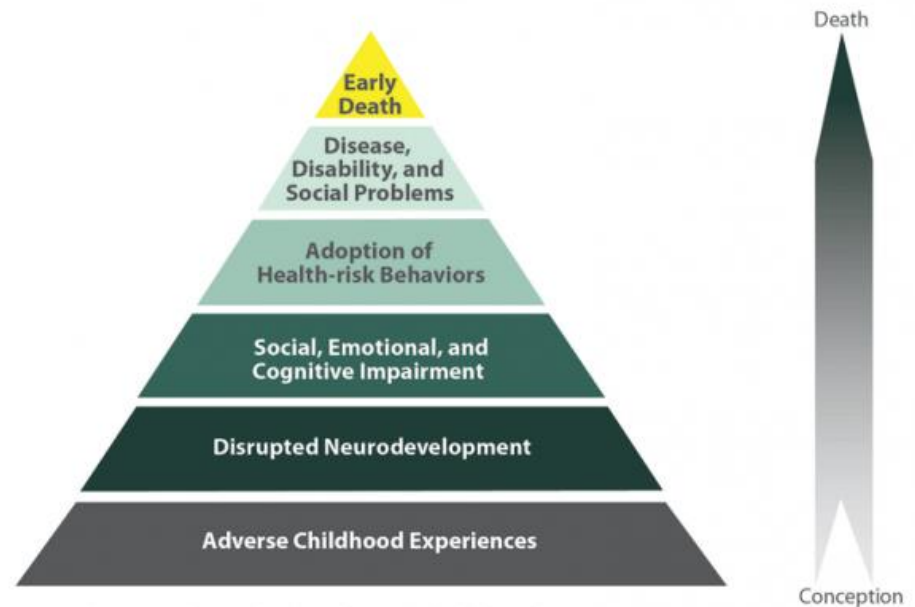 Death
Early
Death
Disease,
Disability, and
Social Problems
Adoption of
Health-risk Behaviors
Social, Emotional, and
Cognitive Impairment
Disrupted Neurodevelopment
Adverse Childhood Experiences
Conception